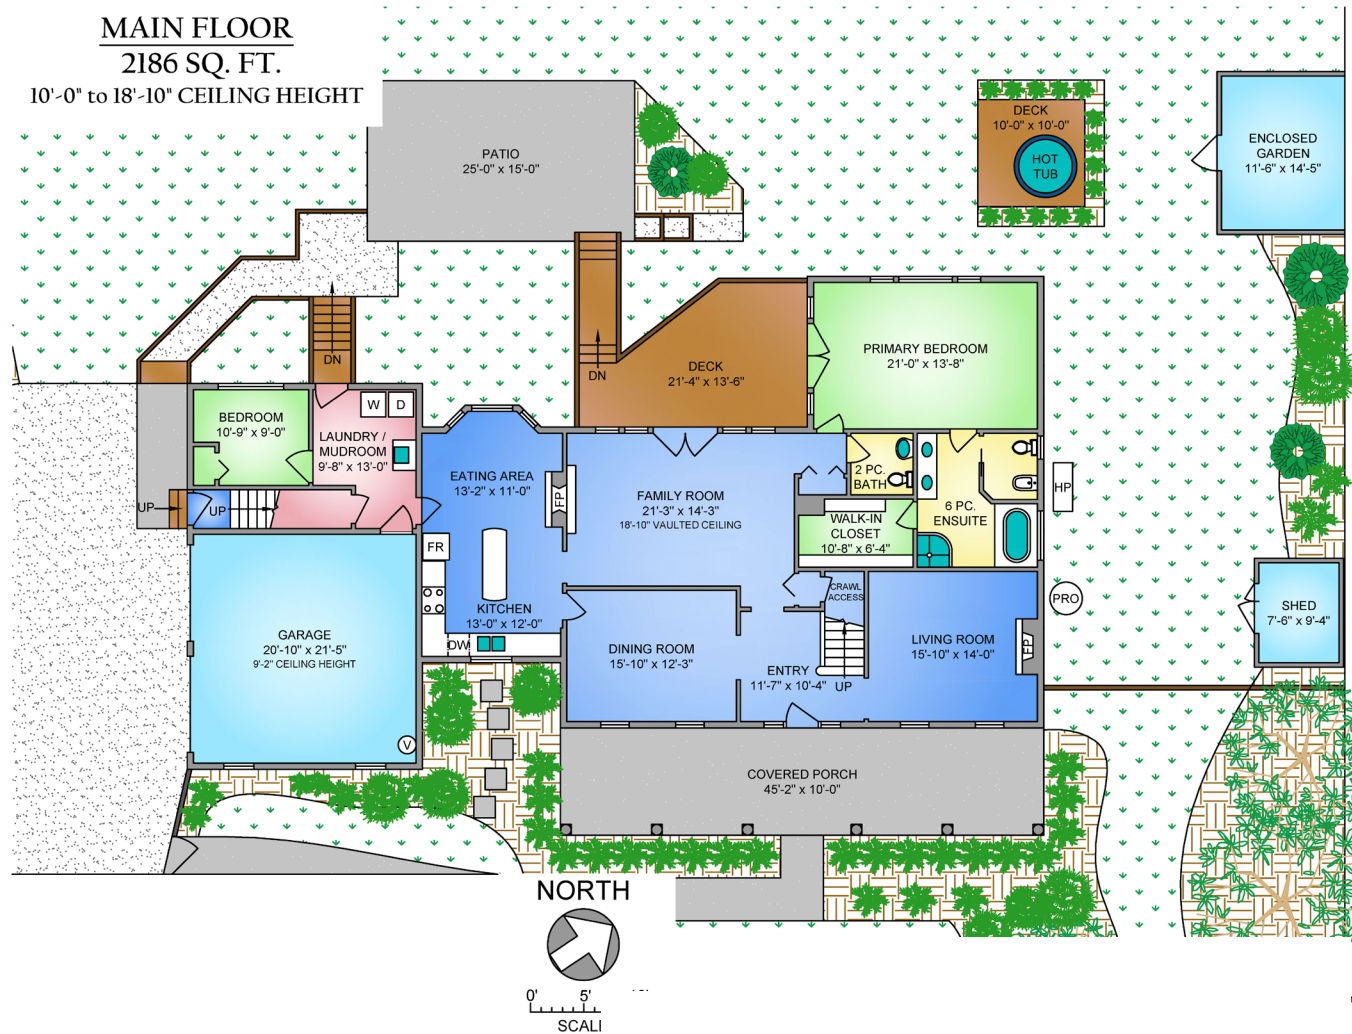 MAIN FLOOR
2186 SQ. FT.
10'-0" to 18'-10" CEILING HEIGHT
PATIO
25'-0" x 15'-0"
DECK
10'-0" x 10'-0"
HOT
TUB
ENCLOSED
GARDEN
11'-6" x 14'-5"
DN
DN
DECK
21'-4" x 13'-6"
PRIMARY BEDROOM
21'-0" x 13'-8"
BEDROOM
10'-9" x 9'-0"
W
D
LAUNDRY /
MUDROOM
9'-8" x 13'-0"
UP
UP
EATING AREA
13'-2" x 11'-0"
FP
FAMILY ROOM
21'-3" x 14'-3"
18'-10" VAULTED CEILING
2 PC.
BATH
6 PC.
ENSUITE
HP
WALK-IN
CLOSET
10'-8" x 6'-4"
FR
KITCHEN
13'-0" x 12'-0"
DW
CRAWL
ACCESS
PRO
SHED
7'-6" x 9'-4"
GARAGE
20'-10" x 21'-5"
9'-2" CEILING HEIGHT
V
DINING ROOM
15'-10" x 12'-3"
ENTRY
11'-7" x 10'-4"
UP
LIVING ROOM
15'-10" x 14'-0"
FP
COVERED PORCH
45'-2" x 10'-0"
NORTH
0' 5'